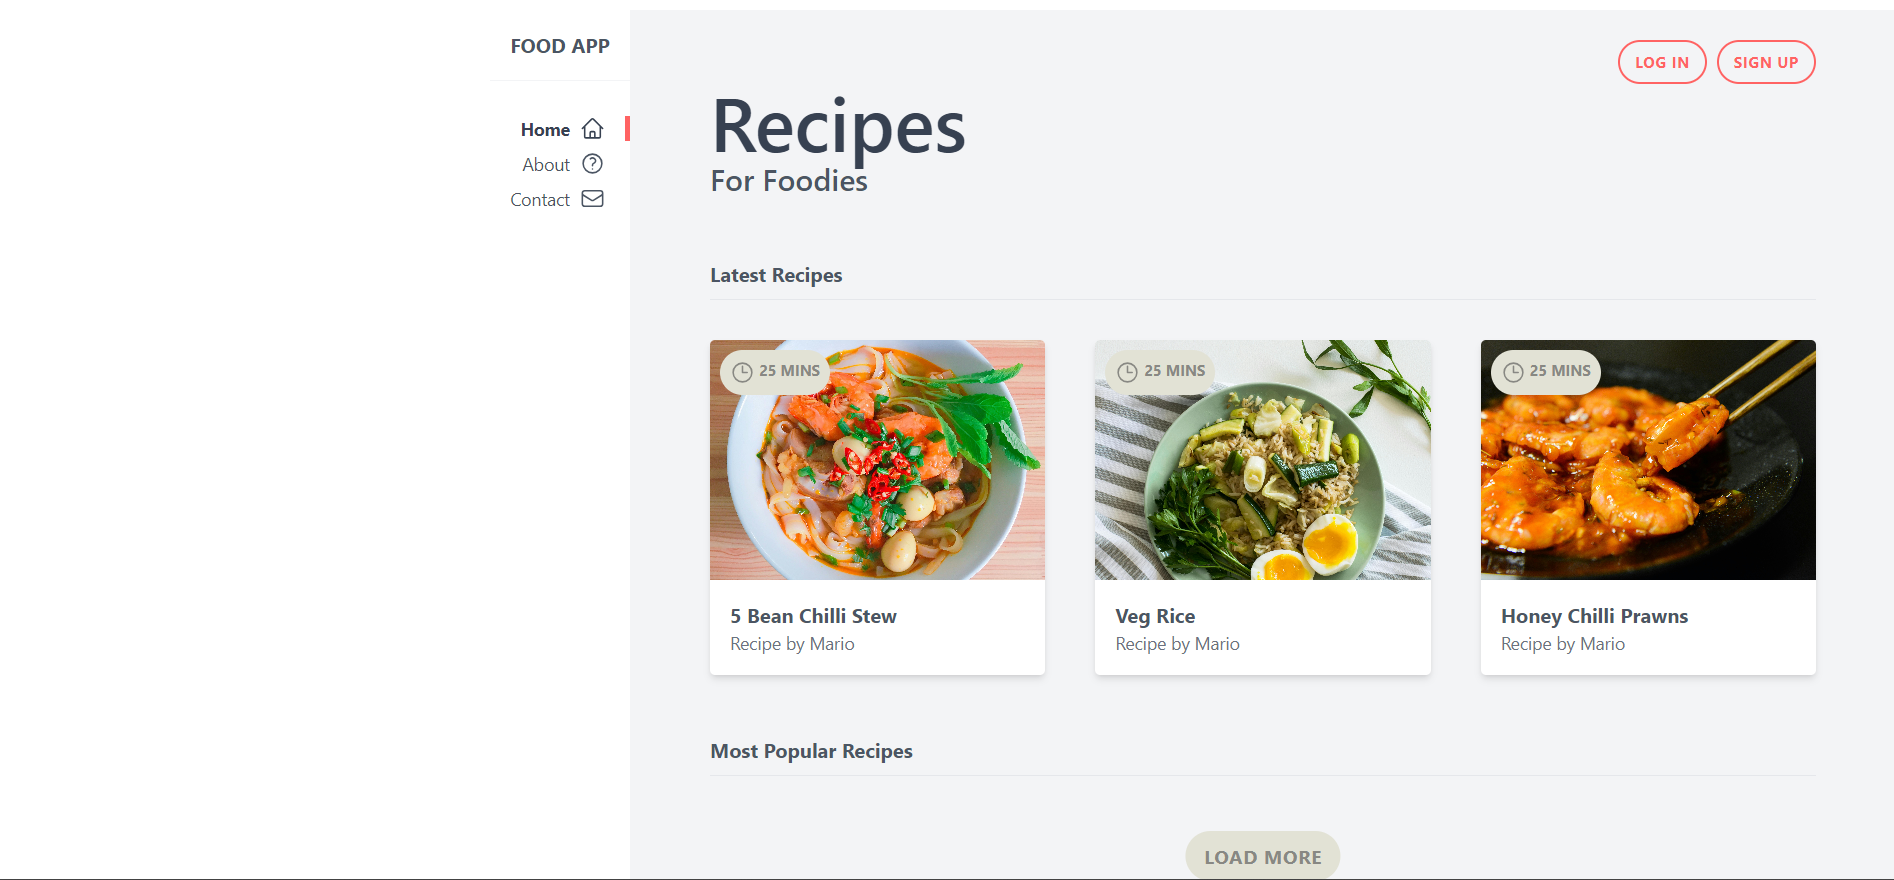 FOOD APP
Home
About
Contact
LOG IN
SIGN UP
Recipes
For Foodies
Latest Recipes
25 MINS
5 Bean Chilli Stew
Recipe by Mario
25 MINS
Veg Rice
Recipe by Mario
25 MINS
Honey Chilli Prawns
Recipe by Mario
Most Popular Recipes
LOAD MORE